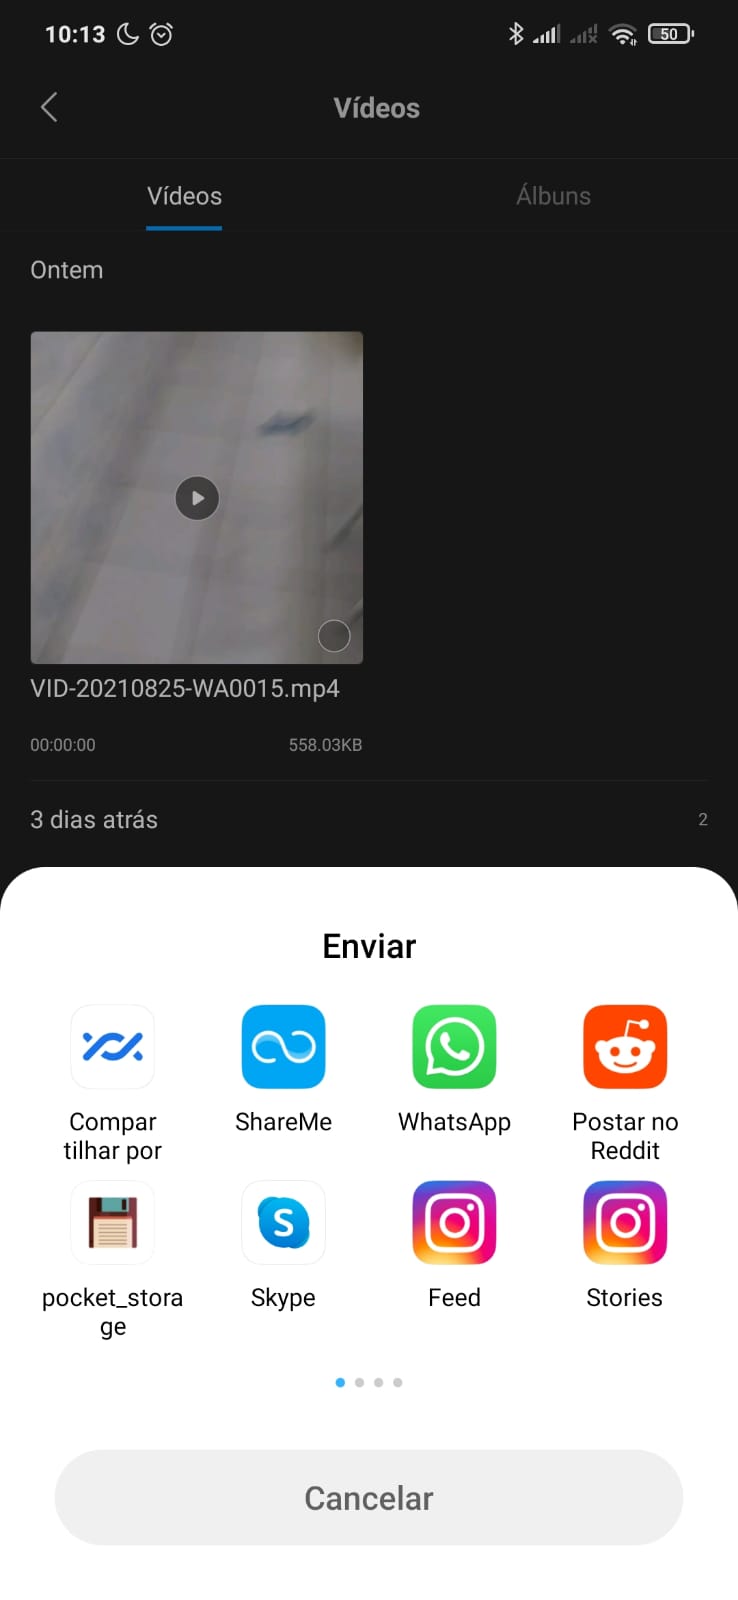 10:13
50
Vídeos
Vídeos
Álbuns
Ontem
VID-20210825-WA0015.mp4
00:00:00
558.03KB
3 dias atrás
2
Enviar
Compar
tilhar por
ShareMe
WhatsApp
Postar no
Reddit
pocket_stora
ge
S
Skype
Feed
Stories
Cancelar